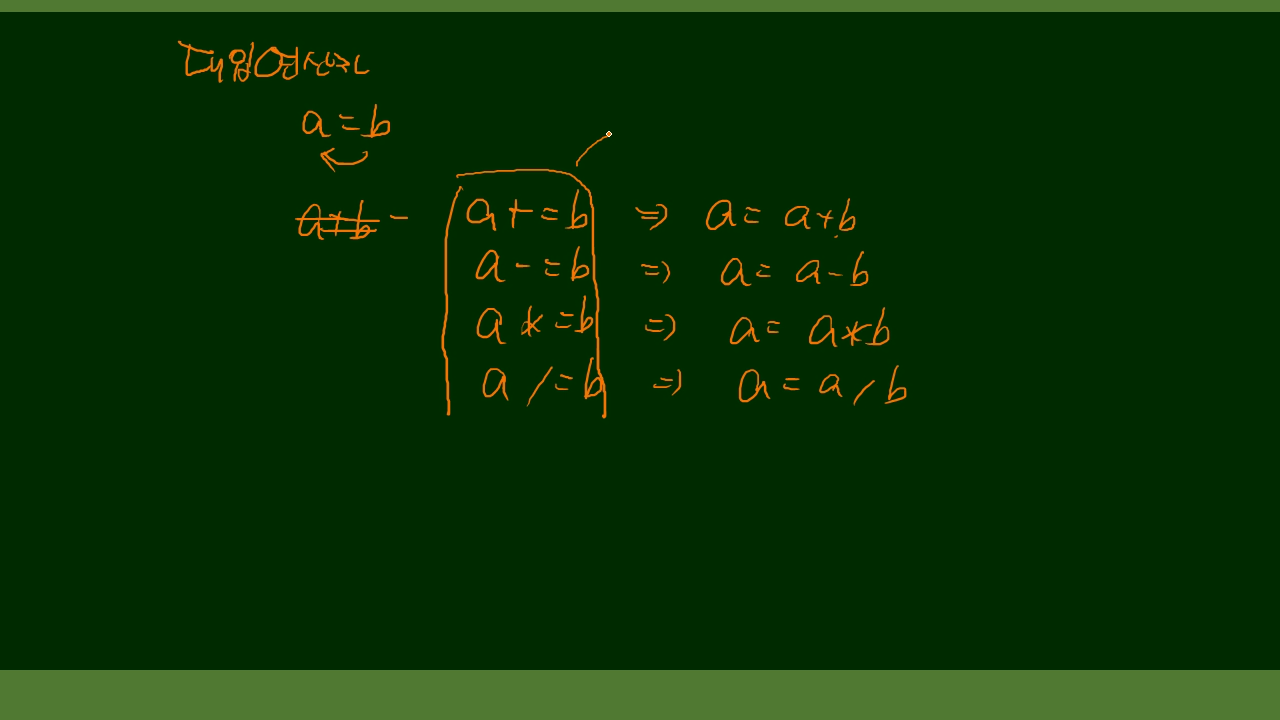 대입연산자
a = b
a+b - a += b ⇒ a = a+b
a -= b ⇒ a = a-b
a *= b ⇒ a = a*b
a /= b ⇒ a = a/b